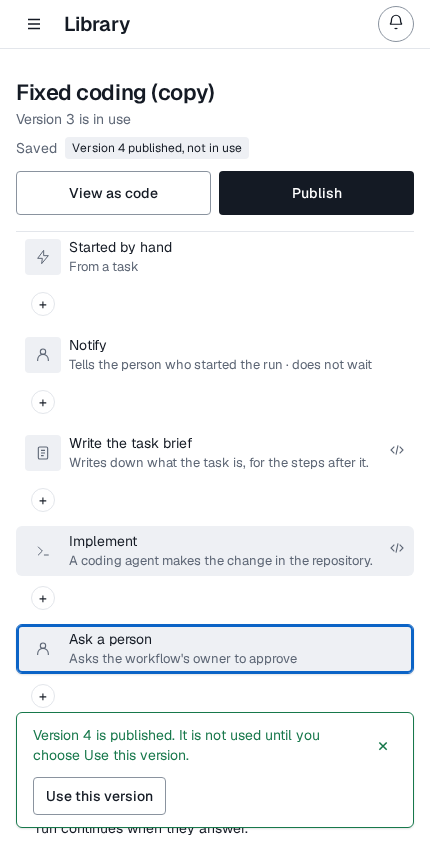 Library
Fixed coding (copy)
Version 3 is in use
Saved Version 4 published, not in use
View as code Publish
Started by hand
From a task
Notify
Tells the person who started the run · does not wait
Write the task brief
Writes down what the task is, for the steps after it.
Implement
A coding agent makes the change in the repository.
Ask a person
Asks the workflow's owner to approve
Version 4 is published. It is not used until you
choose Use this version.
Use this version
run continues when they answer.